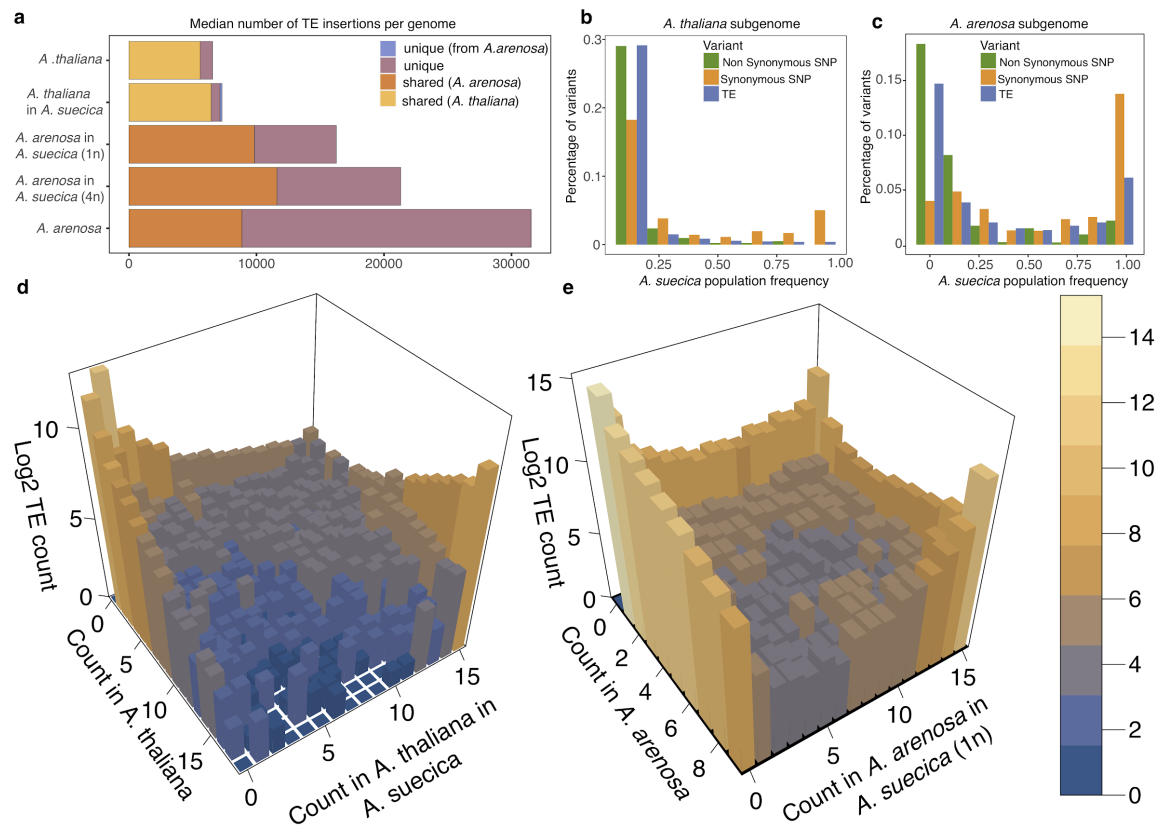 a
Median number of TE insertions per genome
A .thaliana
A. thaliana
in A. suecica
A. arenosa in
A. suecica (1n)
A. arenosa in
A. suecica (4n)
A. arenosa
unique (from A.arenosa)
unique
shared (A. arenosa)
shared (A. thaliana)
0
10000
20000
30000
b
A. thaliana subgenome
Percentage of variants
0.3
0.2
0.1
0
Variant
Non Synonymous SNP
Synonymous SNP
TE
0.25
0.50
0.75
1.00
A. suecica population frequency
c
A. arenosa subgenome
Percentage of variants
0.15
0.10
0.05
0
Variant
Non Synonymous SNP
Synonymous SNP
TE
0
0.25
0.50
0.75
1.00
A. suecica population frequency
d
Log2 TE count
10
5
0
Count in A. thaliana
0
5
10
15
Count in A. thaliana in
A. suecica
0
5
10
15
e
Log2 TE count
15
10
5
0
Count in A. arenosa
0
2
4
6
8
Count in A. arenosa in
A. suecica (1n)
0
5
10
15
14
12
10
8
6
4
2
0